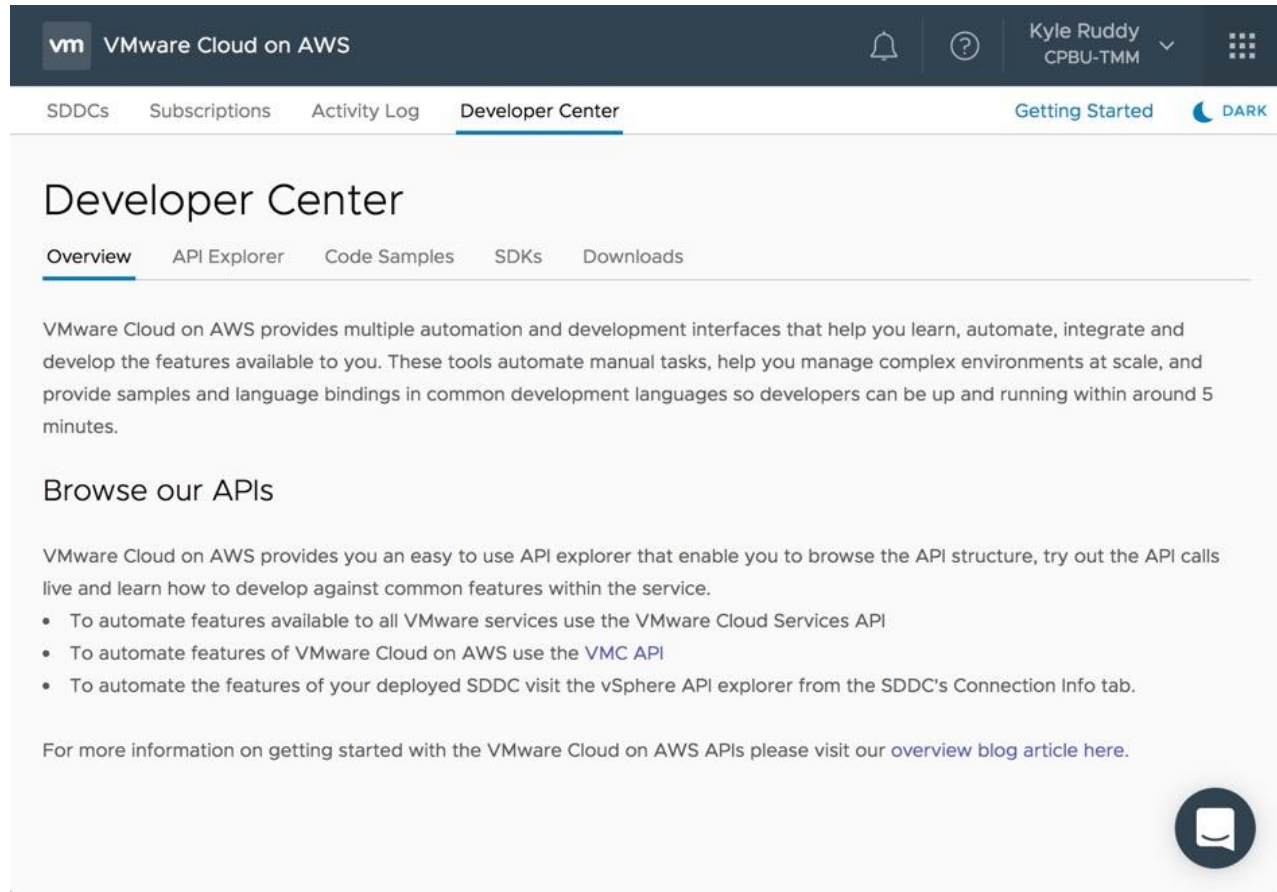 vm VMware Cloud on AWS
Kyle Ruddy
CPBU-TMM
SDDCs Subscriptions Activity Log Developer Center Getting Started DARK
Developer Center
Overview API Explorer Code Samples SDKs Downloads
VMware Cloud on AWS provides multiple automation and development interfaces that help you learn, automate, integrate and
develop the features available to you. These tools automate manual tasks, help you manage complex environments at scale, and
provide samples and language bindings in common development languages so developers can be up and running within around 5
minutes.
Browse our APIs
VMware Cloud on AWS provides you an easy to use API explorer that enable you to browse the API structure, try out the API calls
live and learn how to develop against common features within the service.
• To automate features available to all VMware services use the VMware Cloud Services API
• To automate features of VMware Cloud on AWS use the VMC API
• To automate the features of your deployed SDDC visit the vSphere API explorer from the SDDC's Connection Info tab.
For more information on getting started with the VMware Cloud on AWS APIs please visit our overview blog article here.